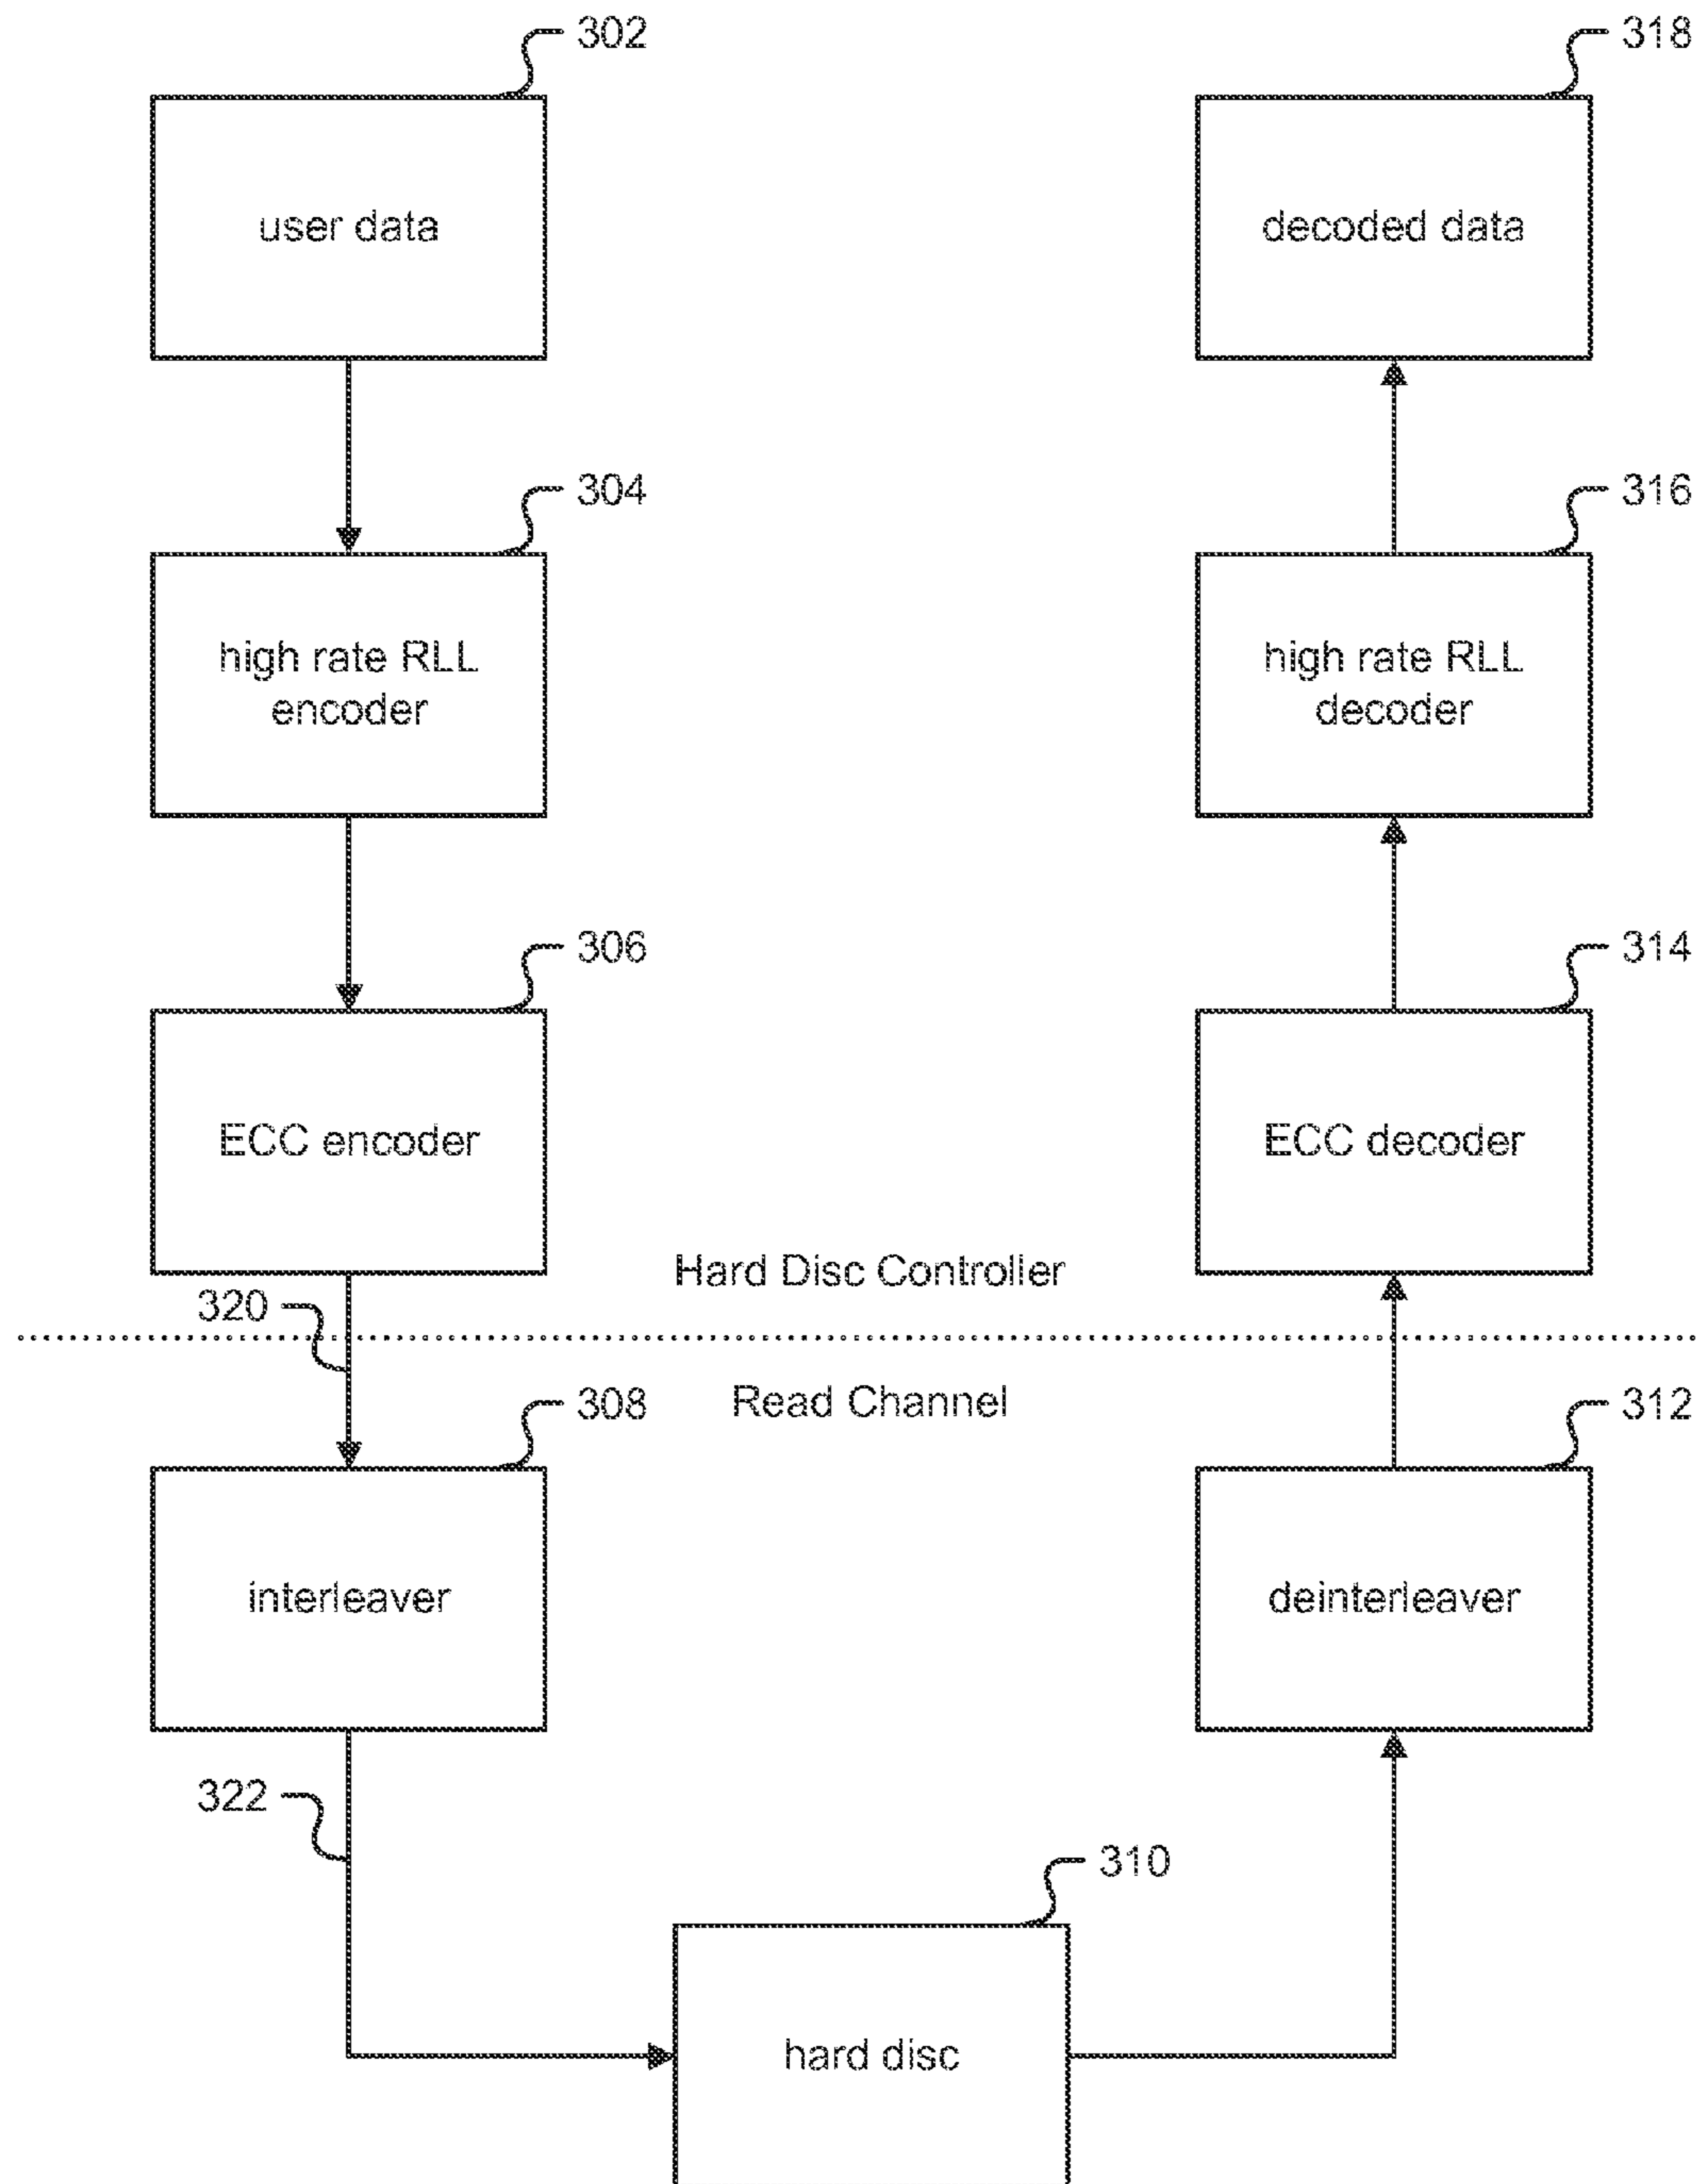 302
318
user data
decoded data
304
316
high rate RLL
encoder
high rate RLL
decoder
306
314
ECC encoder
ECC decoder
Hard Disc Controller
320
Read Channel
308
312
interleaver
deinterleaver
322
310
hard disc